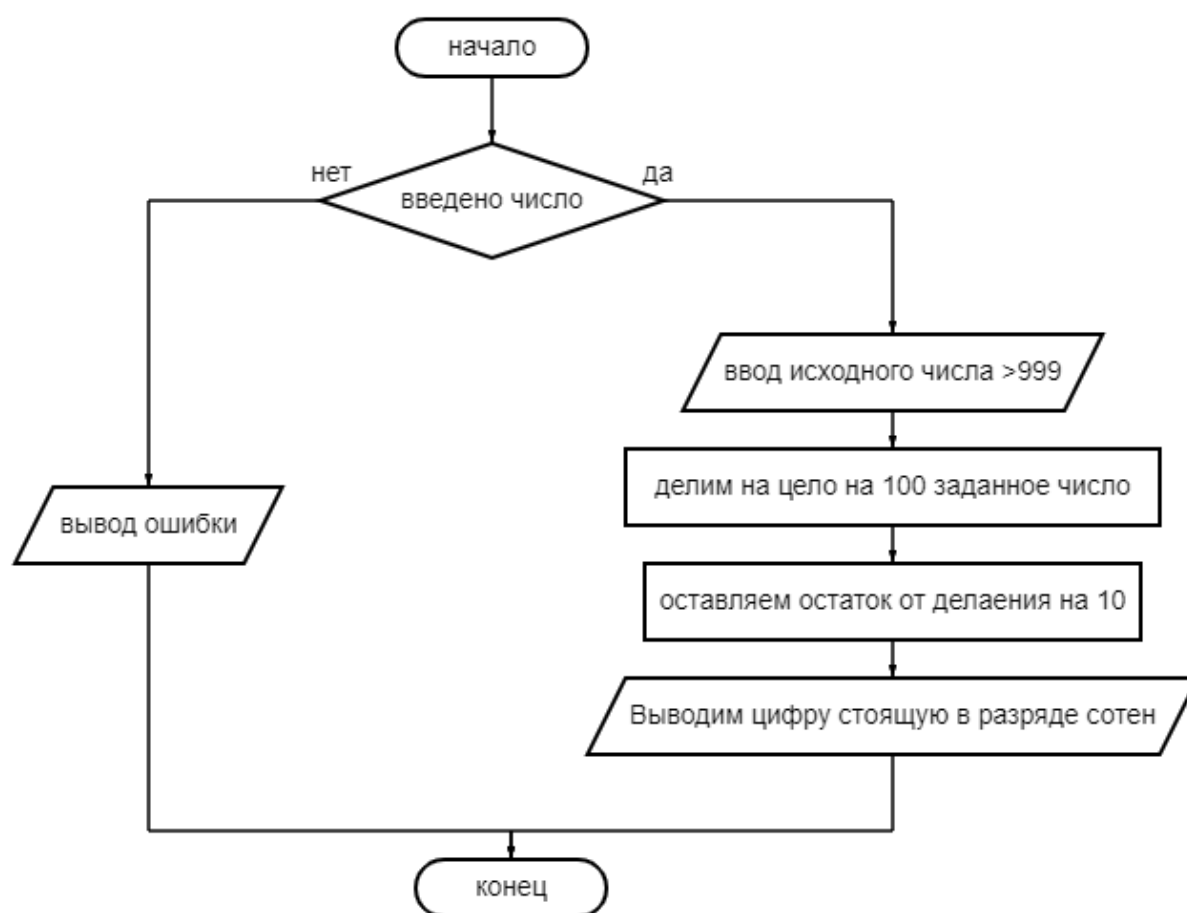 начало
нет
да
введено число
ввод исходного числа >999
делим на цело на 100 заданное число
вывод ошибки
оставляем остаток от делаения на 10
Выводим цифру стоящую в разряде сотен
конец